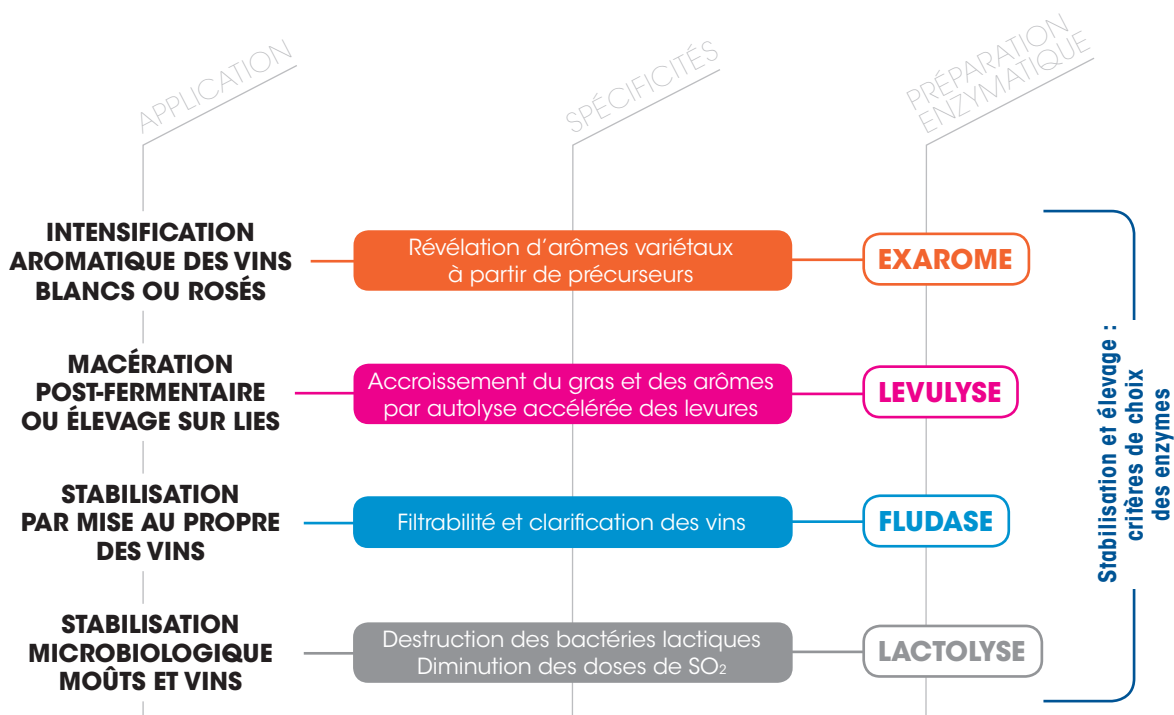 APPLICATION
SPÉCIFICITÉS
PRÉPARATION
ENZYMATIQUE
INTENSIFICATION
AROMATIQUE DES VINS
BLANCS OU ROSÉS
Révélation d’arômes variétaux
à partir de précurseurs
EXAROME
MACÉRATION
POST-FERMENTAIRE
OU ÉLEVAGE SUR LIES
Accroissement du gras et des arômes
par autolyse accélérée des levures
LEVULYSE
STABILISATION
PAR MISE AU PROPRE
DES VINS
Filtrabilité et clarification des vins
FLUDASE
STABILISATION
MICROBIOLOGIQUE
MOÛTS ET VINS
Destruction des bactéries lactiques
Diminution des doses de SO₂
LACTOLYSE
Stabilisation et élevage :
critères de choix
des enzymes